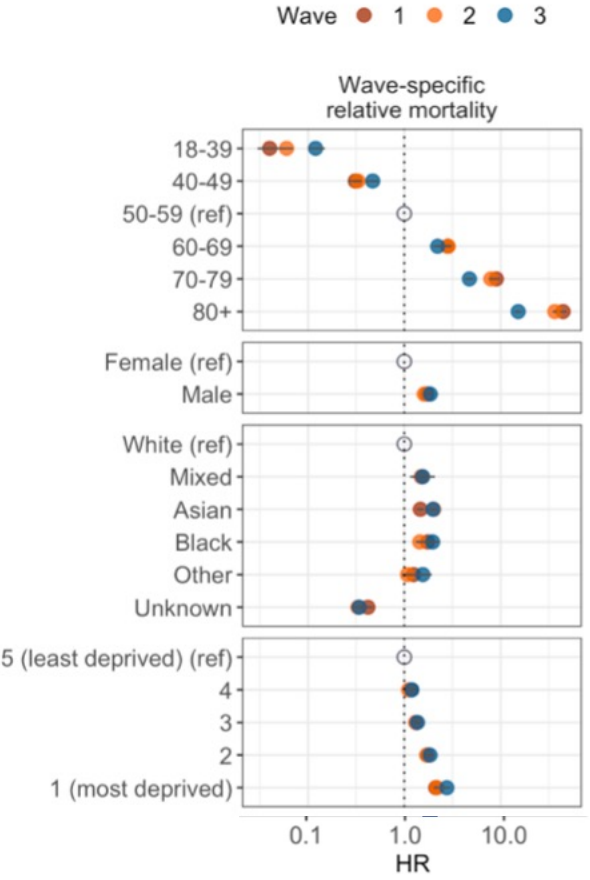 Wave 1 2 3
Wave-specific
relative mortality
18-39
40-49
50-59 (ref)
60-69
70-79
80+
Female (ref)
Male
White (ref)
Mixed
Asian
Black
Other
Unknown
5 (least deprived) (ref)
4
3
2
1 (most deprived)
0.1 1.0 10.0
HR